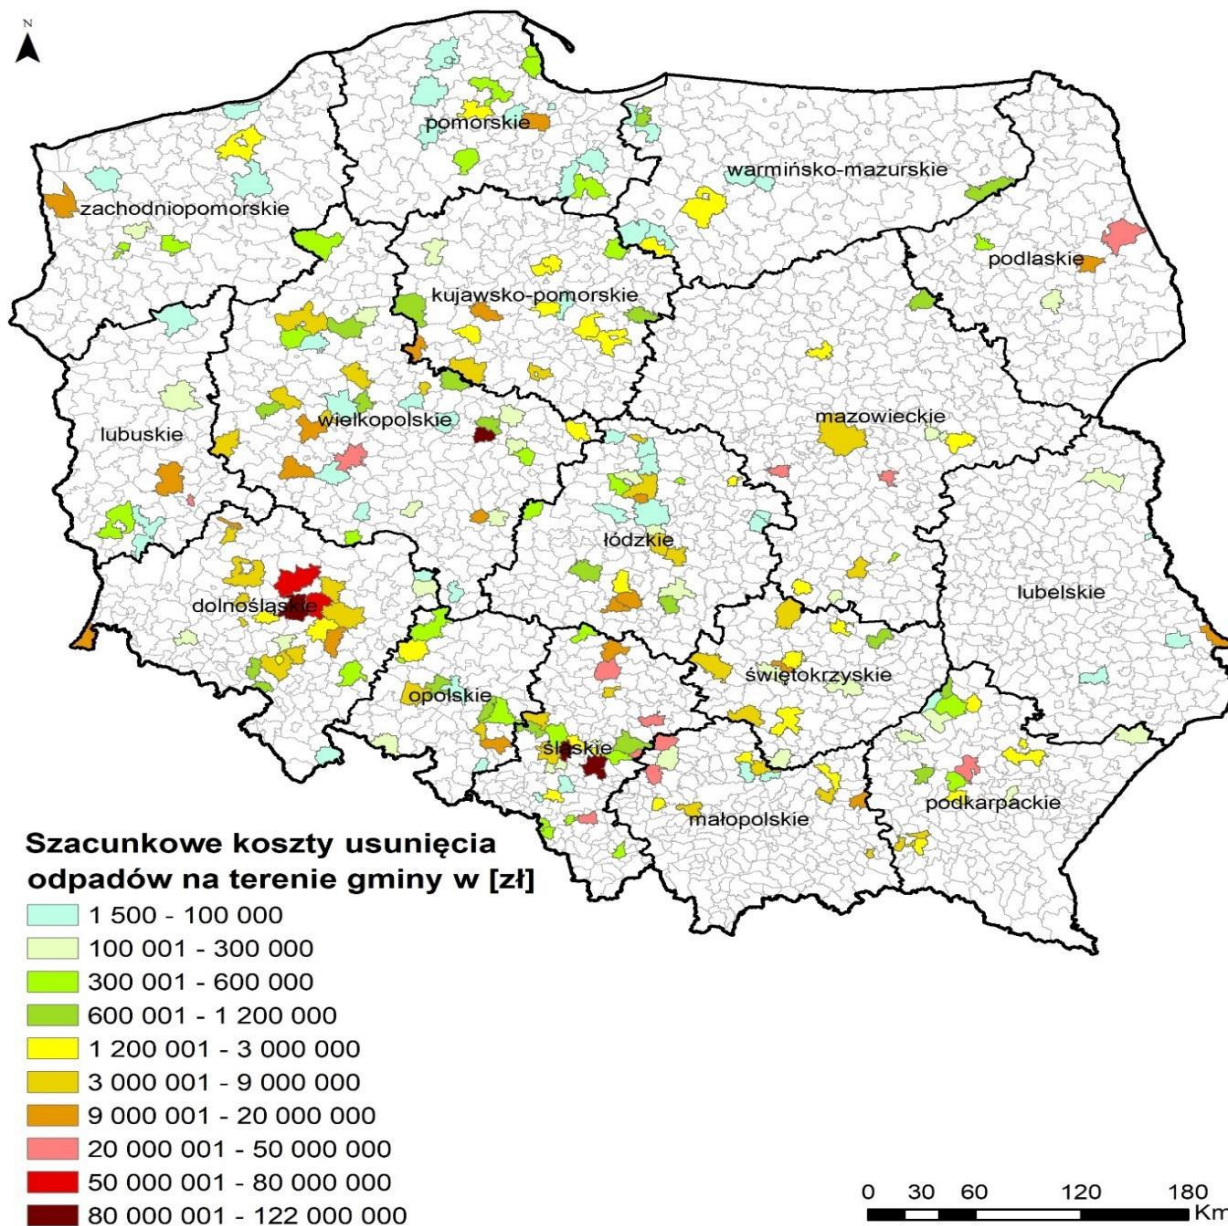 N
pomorskie
warmińsko-mazurskie
zachodniopomorskie
podlaskie
kujawsko-pomorskie
mazowieckie
wielkopolskie
lubuskie
łódzkie
lubelskie
dolnośląskie
świętokrzyskie
opolskie
śląskie
podkarpackie
małopolskie
Szacunkowe koszty usunięcia
odpadów na terenie gminy w [zł]
1 500 - 100 000
100 001 - 300 000
300 001 - 600 000
600 001 - 1 200 000
1 200 001 - 3 000 000
3 000 001 - 9 000 000
9 000 001 - 20 000 000
20 000 001 - 50 000 000
50 000 001 - 80 000 000
80 000 001 - 122 000 000
0 30 60 120 180
Km